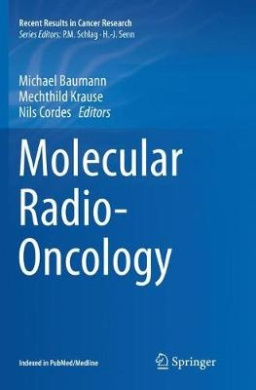 Recent Results in Cancer Research
Series Editors: P.M. Schlag · H.-J. Senn
Michael Baumann
Mechthild Krause
Nils Cordes Editors
Molecular
Radio-
Oncology
Indexed in PubMed/Medline
Springer